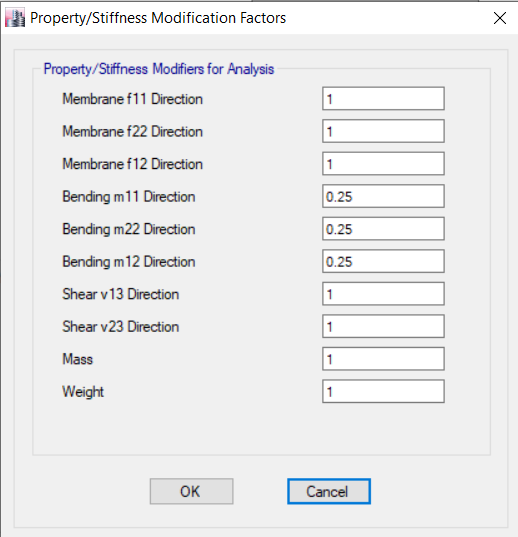 Property/Stiffness Modification Factors
Property/Stiffness Modifiers for Analysis
Membrane f11 Direction 1
Membrane f22 Direction 1
Membrane f12 Direction 1
Bending m11 Direction 0.25
Bending m22 Direction 0.25
Bending m12 Direction 0.25
Shear v13 Direction 1
Shear v23 Direction 1
Mass 1
Weight 1
OK Cancel